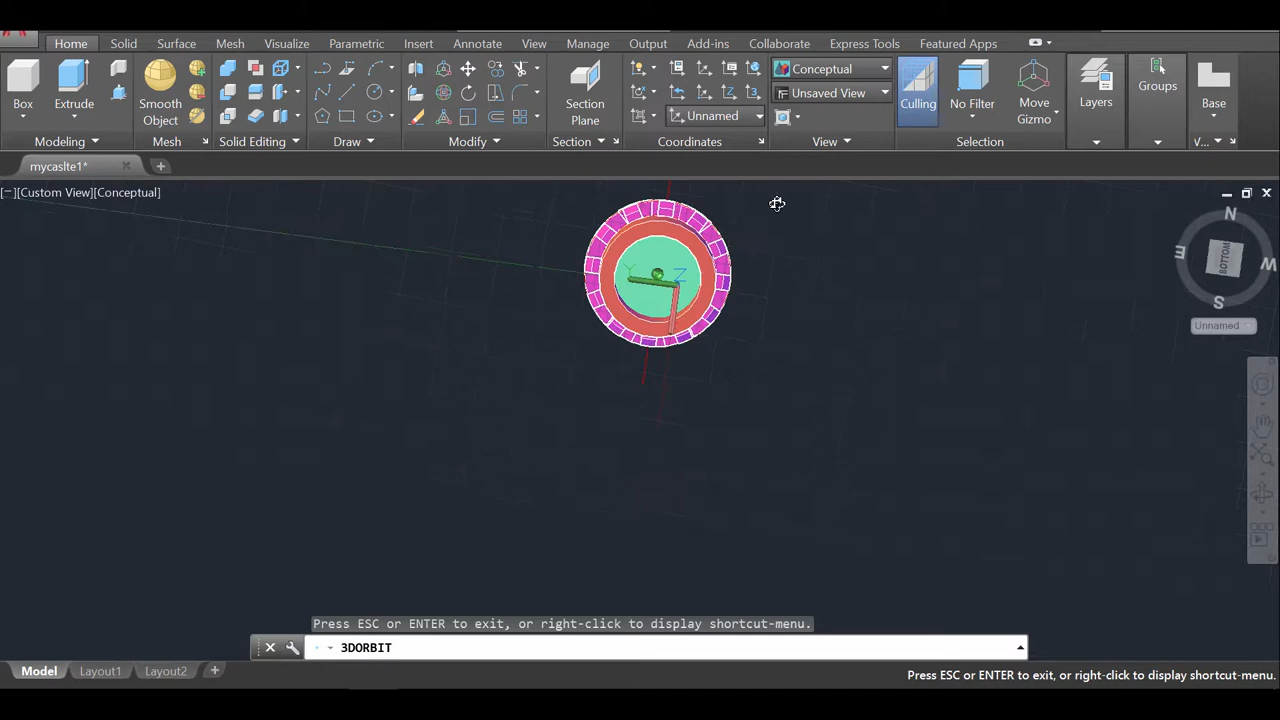 Home Solid Surface Mesh Visualize Parametric Insert Annotate View Manage Output Add-ins Collaborate Express Tools Featured Apps
Conceptual
Unsaved View
Box Extrude Smooth Object Section Plane Unnamed Culling No Filter Move Gizmo Layers Groups Base
Modeling Mesh Solid Editing Draw Modify Section Coordinates View Selection V...
mycaslte1*
[−][Custom View][Conceptual]
N
E BOTTOM W
S
Unnamed
Y Z
Press ESC or ENTER to exit, or right-click to display shortcut-menu.
3DORBIT
Model Layout1 Layout2
Press ESC or ENTER to exit, or right-click to display shortcut-menu.